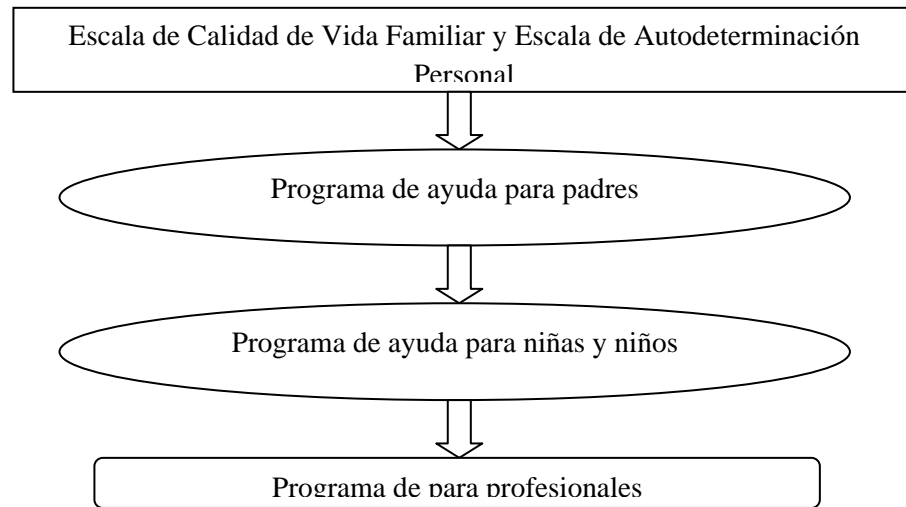 Escala de Calidad de Vida Familiar y Escala de Autodeterminación
Personal
Programa de ayuda para padres
Programa de ayuda para niñas y niños
Programa de para profesionales